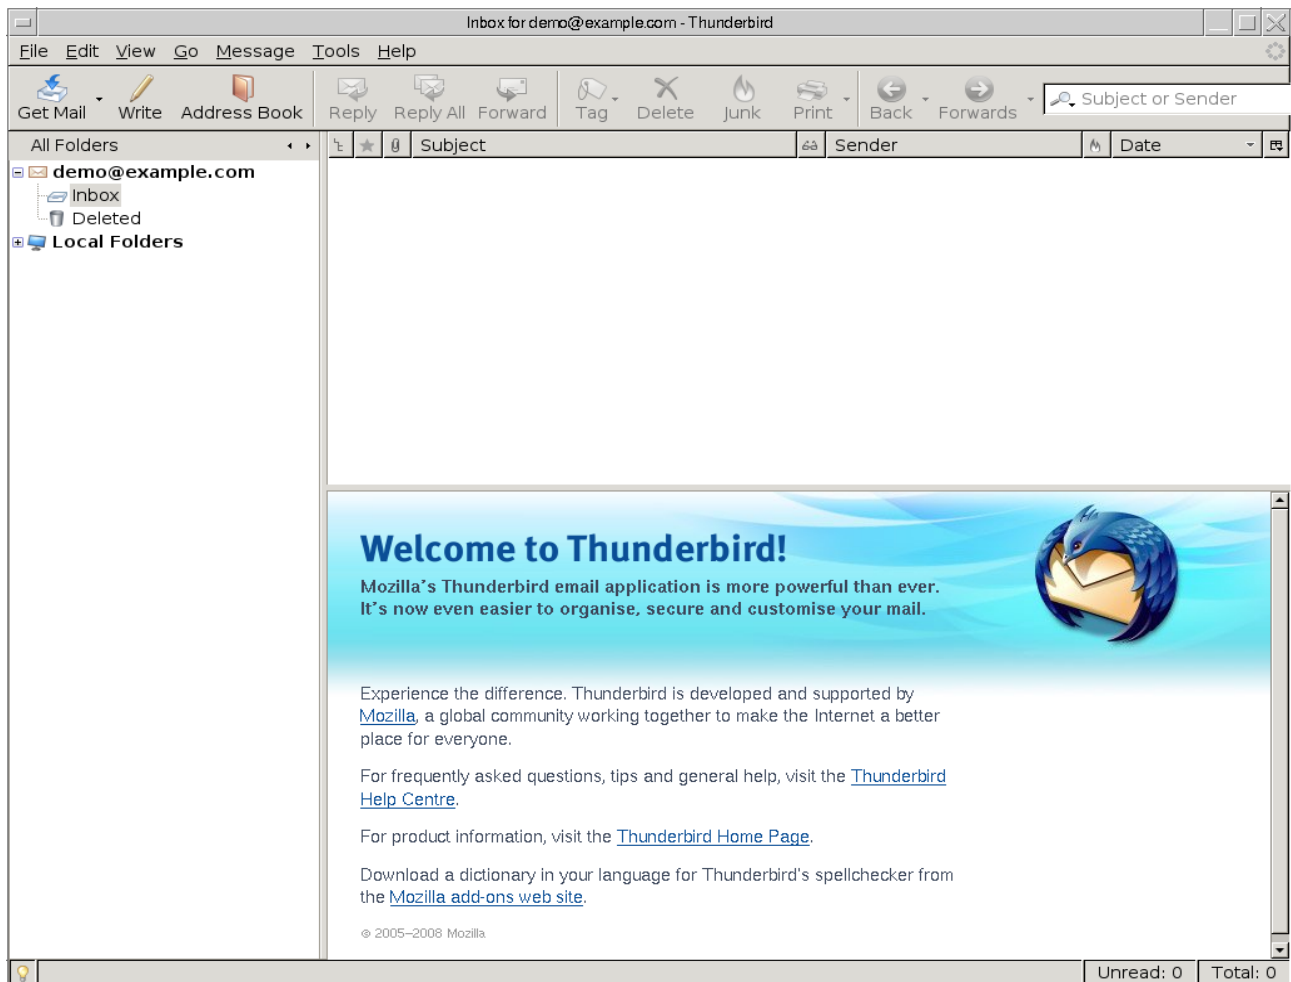 Inbox for demo@example.com - Thunderbird
File Edit View Go Message Tools Help
Get Mail Write Address Book Reply Reply All Forward Tag Delete Junk Print Back Forwards Subject or Sender
All Folders Subject Sender Date
demo@example.com
Inbox
Deleted
Local Folders
Welcome to Thunderbird!
Mozilla's Thunderbird email application is more powerful than ever.
It's now even easier to organise, secure and customise your mail.
Experience the difference. Thunderbird is developed and supported by
Mozilla, a global community working together to make the Internet a better
place for everyone.
For frequently asked questions, tips and general help, visit the Thunderbird
Help Centre.
For product information, visit the Thunderbird Home Page.
Download a dictionary in your language for Thunderbird's spellchecker from
the Mozilla add-ons web site.
© 2005–2008 Mozilla
Unread: 0 Total: 0